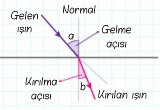 Normal
Gelen
ışın
a
Gelme
açısı
Kırılma
açısı
b
Kırılan ışın